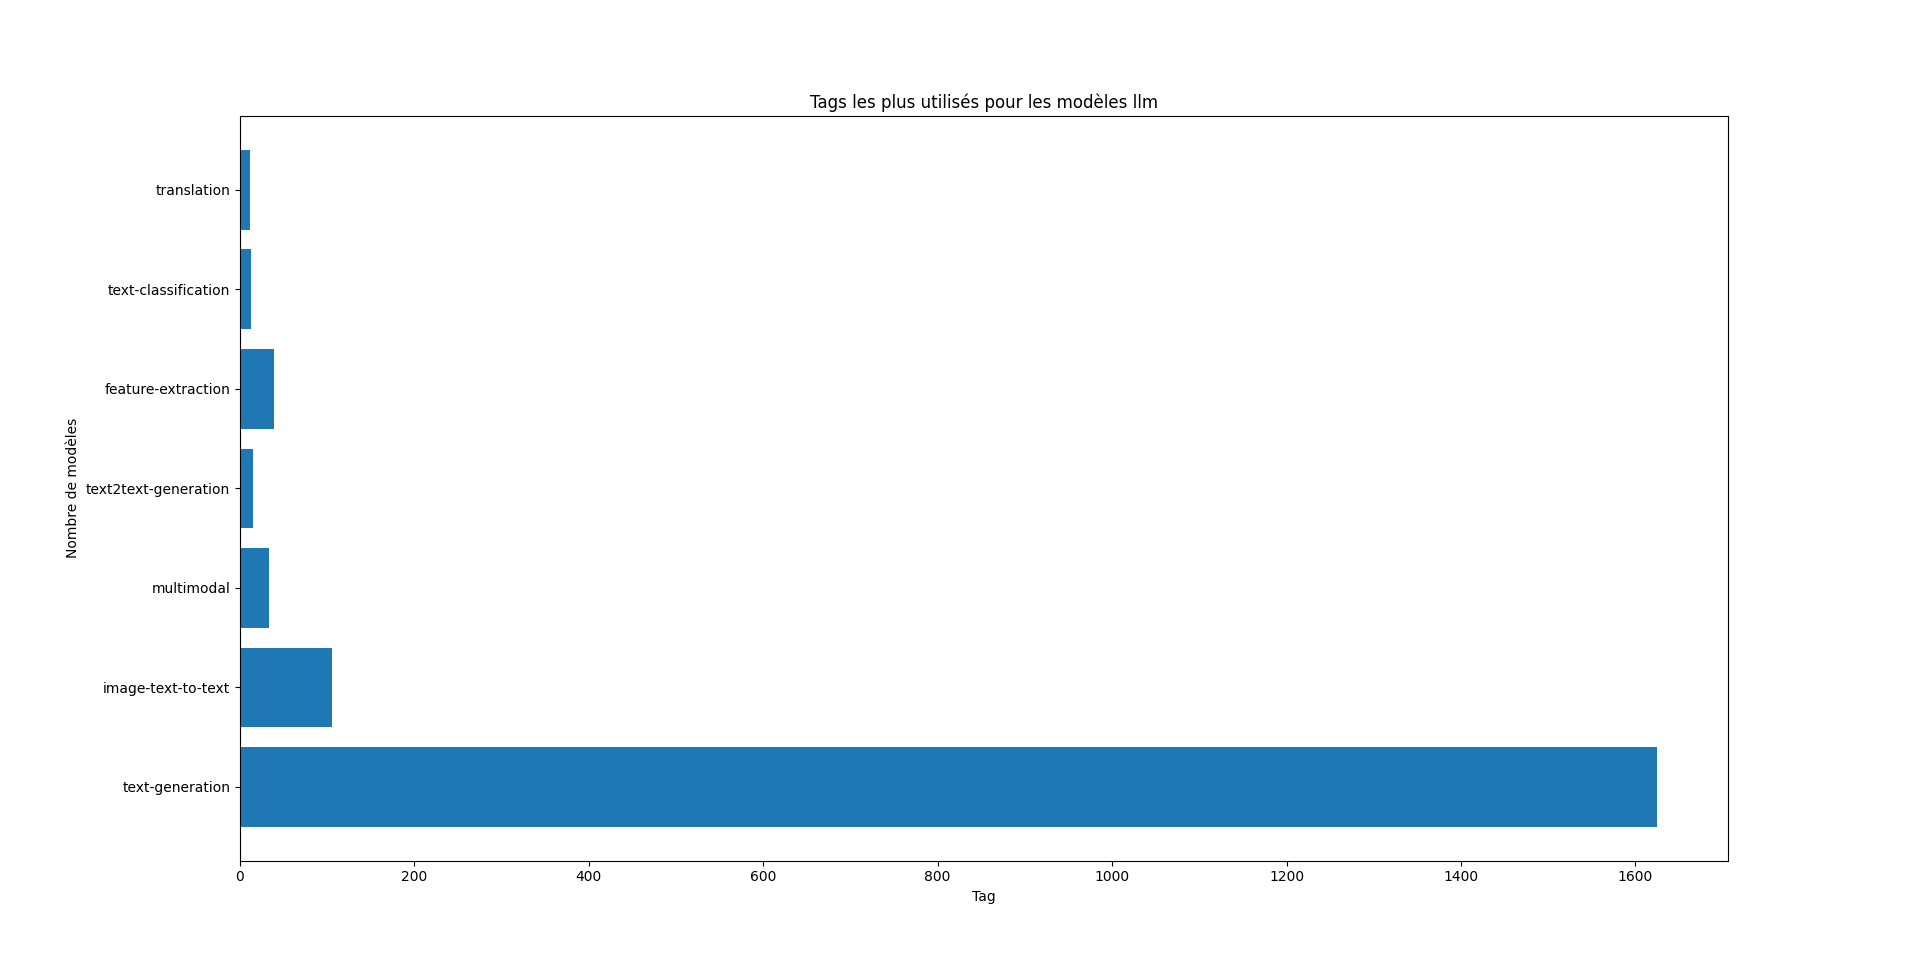 Tags les plus utilisés pour les modèles llm
translation
text-classification
feature-extraction
text2text-generation
multimodal
image-text-to-text
text-generation
Nombre de modèles
0 200 400 600 800 1000 1200 1400 1600
Tag